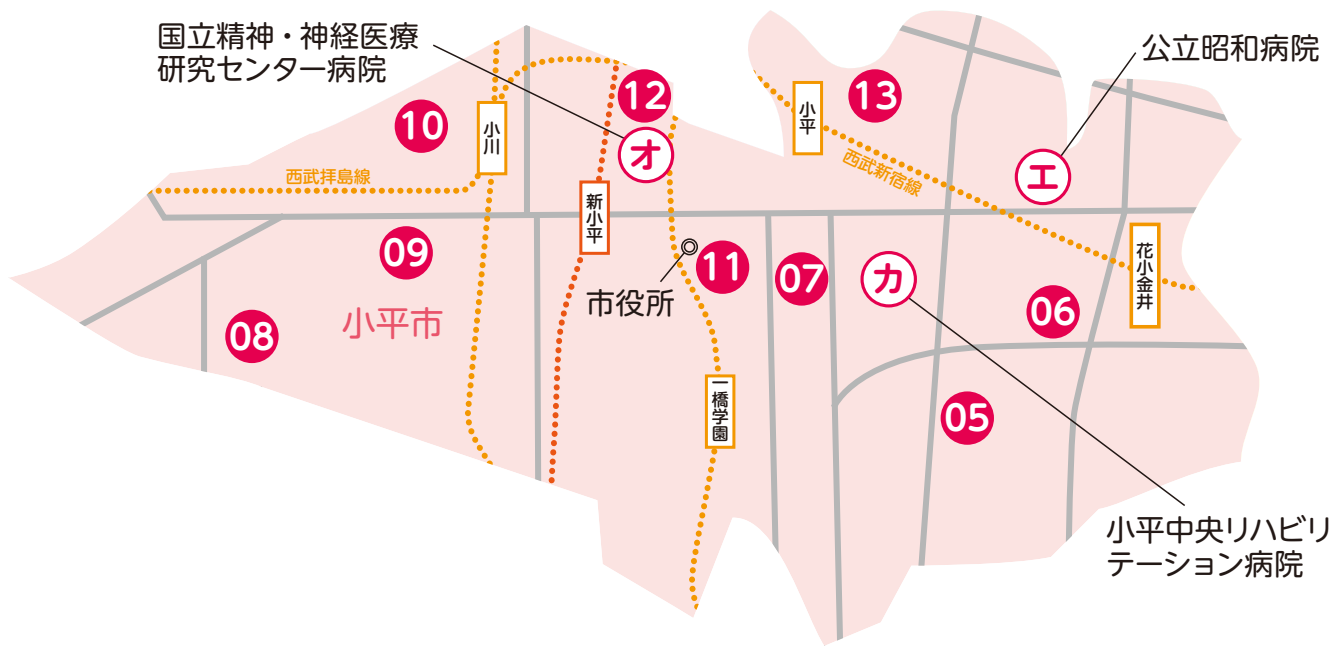 国立精神・神経医療
研究センター病院
公立昭和病院
12
13
10
小川
小平
オ
エ
西武拝島線
西武新宿線
新小平
09
11
07
カ
花小金井
市役所
06
小平市
08
一橋学園
05
小平中央リハビリ
テーション病院